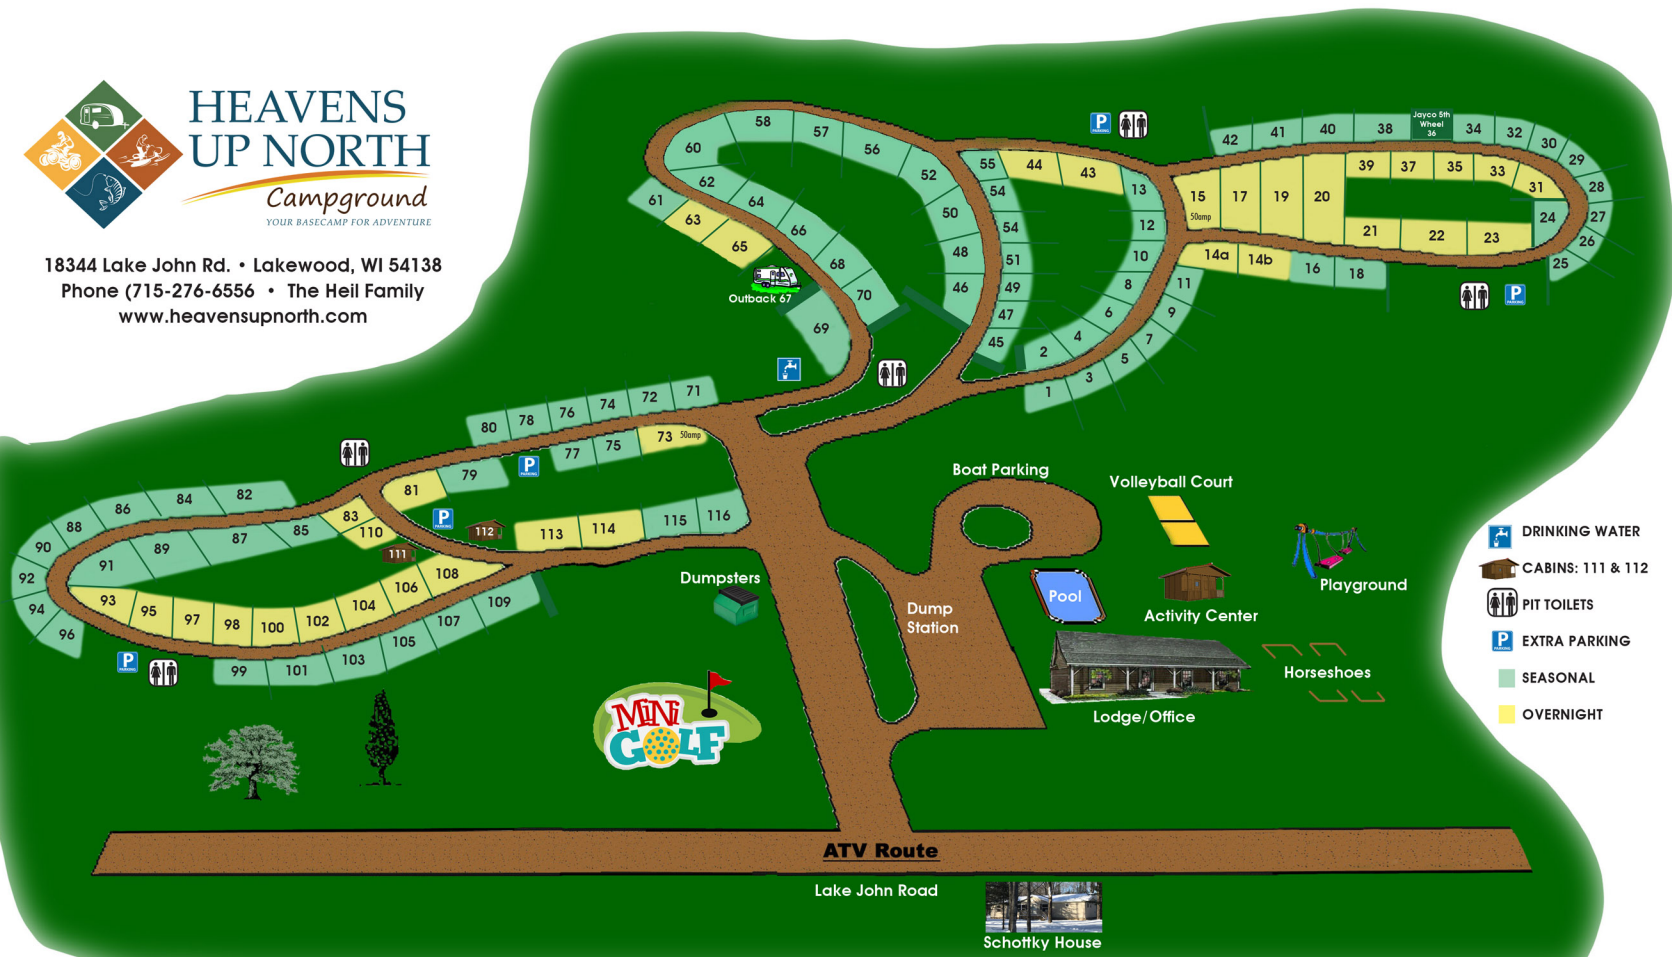 HEAVENS
UP NORTH
Campground
YOUR BASECAMP FOR ADVENTURE
18344 Lake John Rd. • Lakewood, WI 54138
Phone (715-276-6556 • The Heil Family
www.heavensupnorth.com
58
57
56
60
62
52
64
61
63
66
65
50
68
48
70
46
Outback 67
69
55
44
43
54
54
51
49
47
45
13
12
10
8
6
4
2
11
9
7
5
3
1
P
PARKING
42
41
40
38
Jayco 5th
Wheel
36
34
32
30
29
28
27
26
25
24
15
50amp
17
19
20
39
37
35
33
31
21
22
23
14a
14b
16
18
P
PARKING
71
72
74
76
78
80
73 50amp
75
77
79
81
P
PARKING
82
84
86
88
90
92
94
96
83
110
85
87
89
91
111
112
P
PARKING
113
114
115
116
93
95
97
98
100
102
104
106
108
109
107
105
103
101
99
P
PARKING
Boat Parking
Volleyball Court
Playground
Dumpsters
Pool
Activity Center
Dump
Station
Horseshoes
Lodge/Office
MiNi
GOLF
DRINKING WATER
CABINS: 111 & 112
PIT TOILETS
P
PARKING
EXTRA PARKING
SEASONAL
OVERNIGHT
ATV Route
Lake John Road
Schottky House